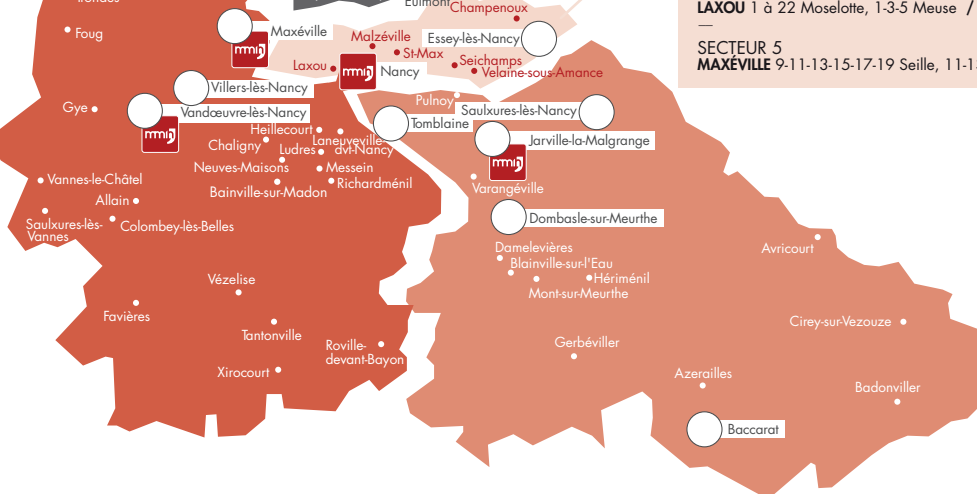 Eulmont
Champenoux
Foug
Maxéville
Malzéville
Essey-lès-Nancy
St-Max
Seichamps
Laxou
mmh
Nancy
Velaine-sous-Amance
Villers-lès-Nancy
Gye
Vandœuvre-lès-Nancy
Pulnoy
Saulxures-lès-Nancy
Tomblaine
Jarville-la-Malgrange
mmh
mmh
mmh
Heillecourt
Laneuveville-
dvt-Nancy
Chaligny
Ludres
Neuves-Maisons
Messein
Richardménil
Bainville-sur-Madon
Varangéville
Vannes-le-Châtel
Allain
Saulxures-lès-
Vannes
Colombey-lès-Belles
Dombasle-sur-Meurthe
Damelevières
Blainville-sur-l'Eau
Hériménil
Mont-sur-Meurthe
Avricourt
Vézelise
Favières
Tantonville
Roville-
devant-Bayon
Xirocourt
Gerbéviller
Cirey-sur-Vezouze
Azerailles
Badonviller
Baccarat
LAXOU 1 à 22 Moselotte, 1-3-5 Meuse /
—
SECTEUR 5
MAXÉVILLE 9-11-13-15-17-19 Seille, 11-1